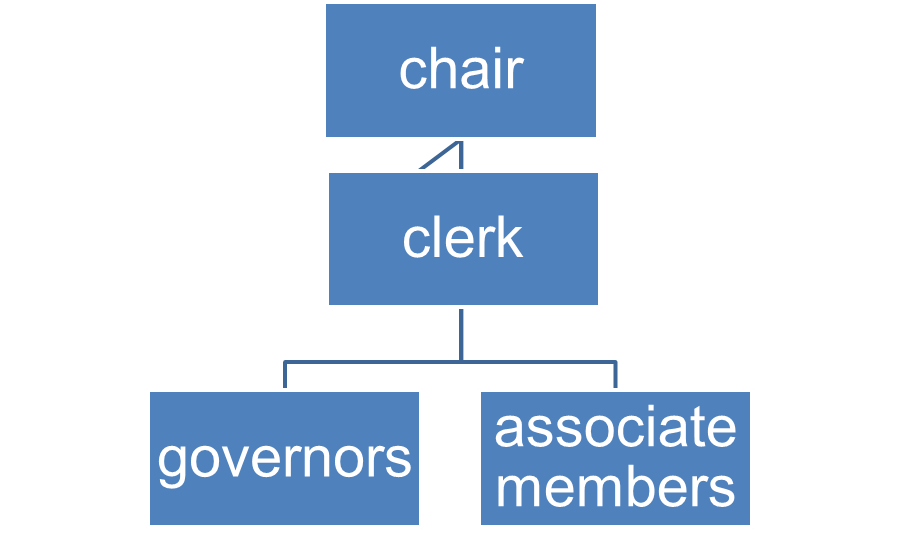 chair
clerk
governors
associate
members